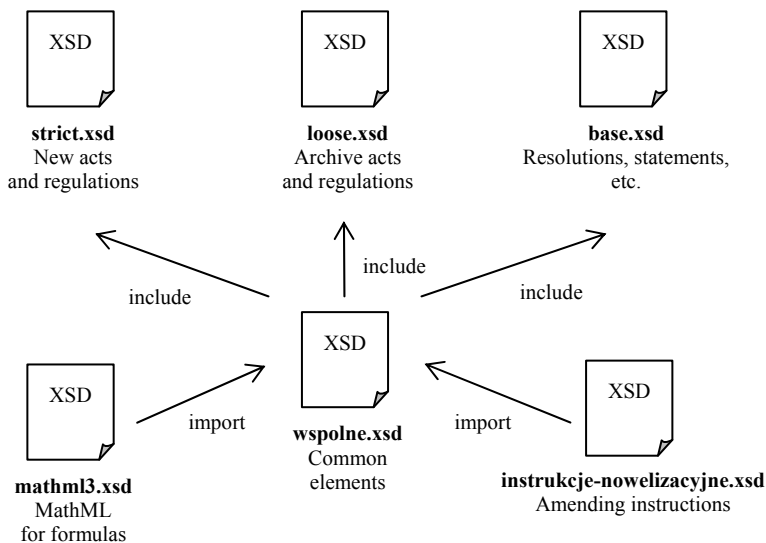 XSD
strict.xsd
New acts
and regulations
XSD
loose.xsd
Archive acts
and regulations
XSD
base.xsd
Resolutions, statements,
etc.
include
include
include
XSD
mathml3.xsd
MathML
for formulas
import
XSD
wspolne.xsd
Common
elements
import
XSD
instrukcje-nowelizacyjne.xsd
Amending instructions